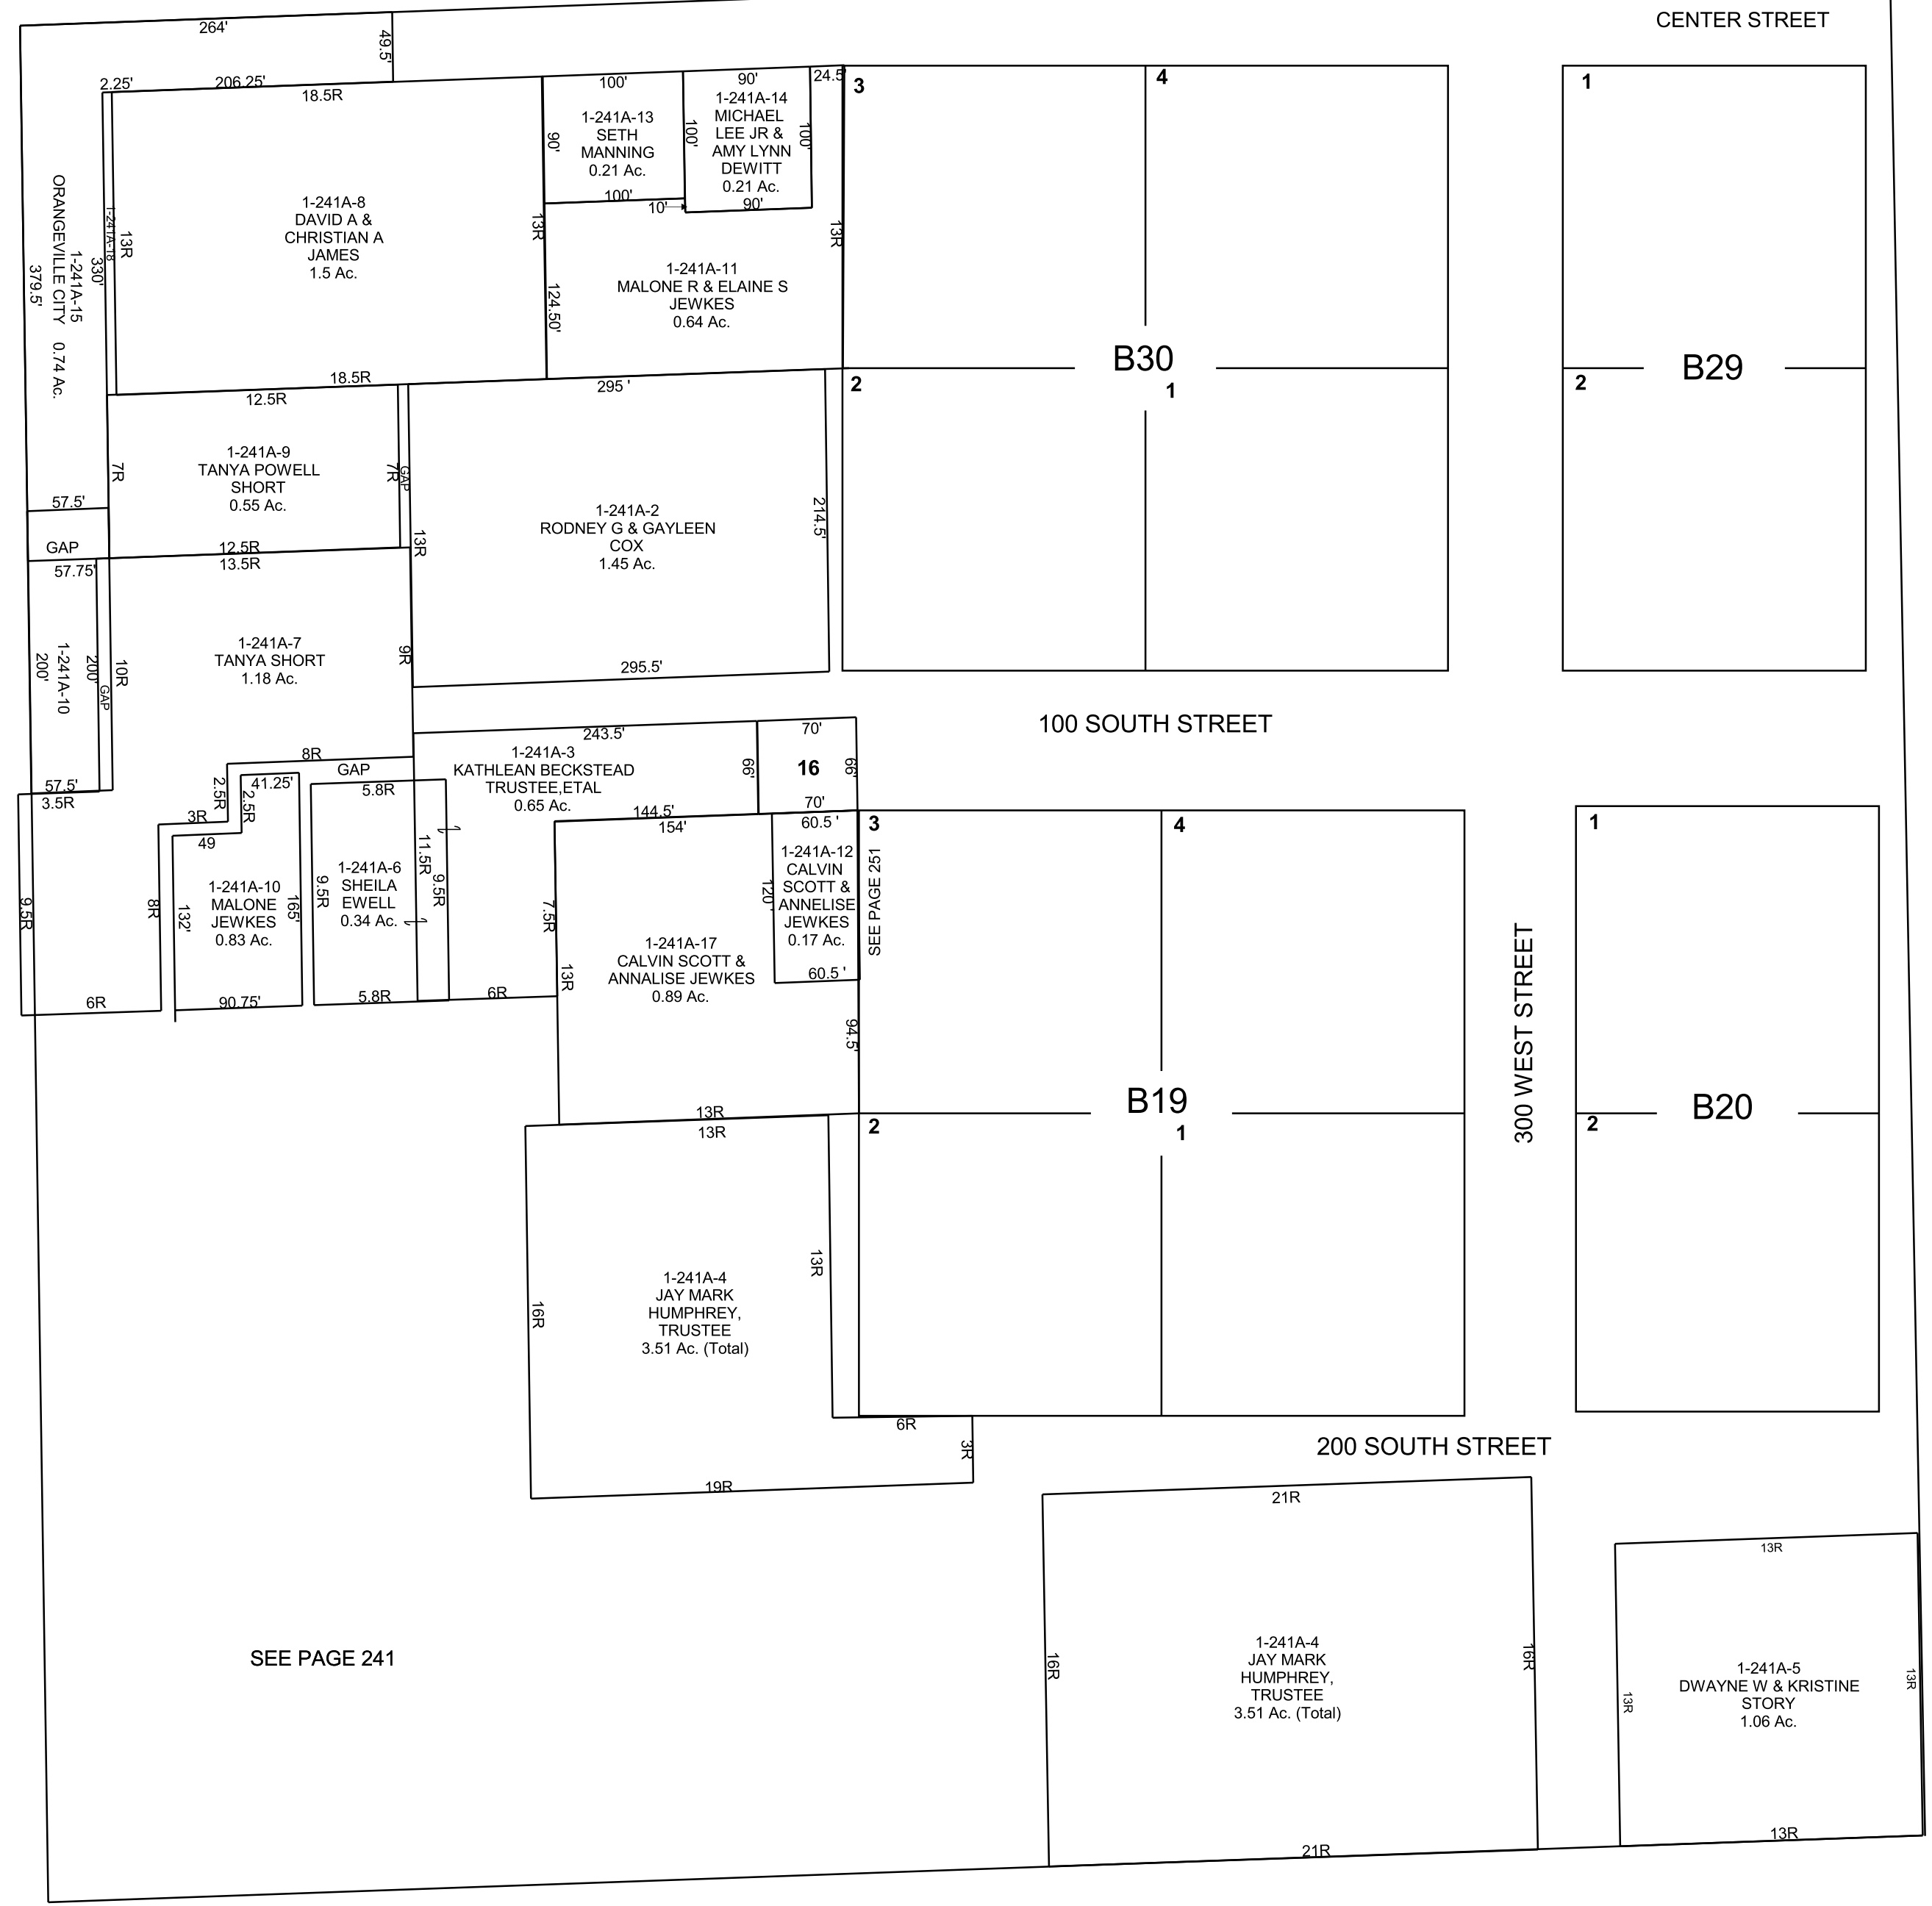 CENTER STREET
264'
49.5'
2.25'
206.25'
18.5R
100'
90'
24.5'
3
4
1
1-241A-13
SETH
MANNING
0.21 Ac.
90'
100'
100'
1-241A-14
MICHAEL
LEE JR &
AMY LYNN
DEWITT
0.21 Ac.
100'
10'
90'
ORANGEVILLE CITY 0.74 Ac.
1-241A-15
379.5'
330'
1-241A-18
13R
1-241A-8
DAVID A &
CHRISTIAN A
JAMES
1.5 Ac.
13R
124.50'
13R
1-241A-11
MALONE R & ELAINE S
JEWKES
0.64 Ac.
B30
B29
18.5R
12.5R
295 '
2
1
2
7R
1-241A-9
TANYA POWELL
SHORT
0.55 Ac.
7R
GAP
57.5'
GAP
12.5R
13.5R
13R
1-241A-2
RODNEY G & GAYLEEN
COX
1.45 Ac.
214.5'
295.5'
57.75'
200'
1-241A-10
200'
GAP
10R
1-241A-7
TANYA SHORT
1.18 Ac.
9R
100 SOUTH STREET
57.5'
3.5R
8R
GAP
243.5'
1-241A-3
KATHLEAN BECKSTEAD
TRUSTEE,ETAL
0.65 Ac.
66'
70'
16
66'
70'
2.5R
2.5R
41.25'
5.8R
144.5'
154'
60.5 '
3
4
1
3R
49
9.5R
8R
132'
1-241A-10
MALONE
JEWKES
0.83 Ac.
165'
9.5R
1-241A-6
SHEILA
EWELL
0.34 Ac.
11.5R
9.5R
7.5R
13R
1-241A-17
CALVIN SCOTT &
ANNALISE JEWKES
0.89 Ac.
120'
1-241A-12
CALVIN
SCOTT &
ANNELISE
JEWKES
0.17 Ac.
60.5 '
SEE PAGE 251
94.5'
6R
90.75'
5.8R
6R
300 WEST STREET
B19
B20
13R
13R
2
1
2
16R
1-241A-4
JAY MARK
HUMPHREY,
TRUSTEE
3.51 Ac. (Total)
13R
6R
3R
19R
200 SOUTH STREET
21R
16R
1-241A-4
JAY MARK
HUMPHREY,
TRUSTEE
3.51 Ac. (Total)
16R
21R
13R
13R
1-241A-5
DWAYNE W & KRISTINE
STORY
1.06 Ac.
13R
13R
SEE PAGE 241